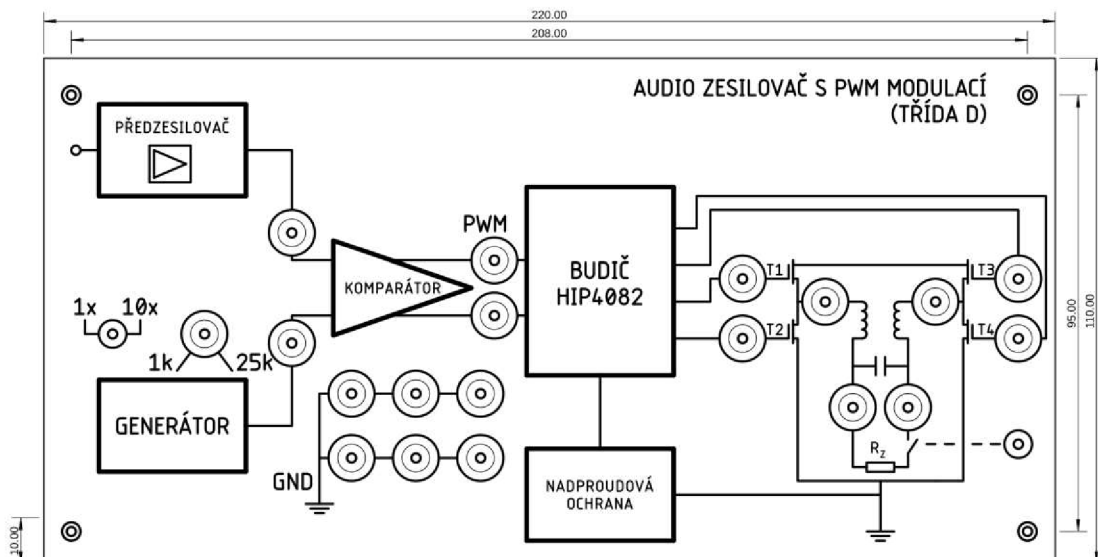 220.00
208.00
AUDIO ZESILOVAČ S PWM MODULACÍ
(TŘÍDA D)
PŘEDZESILOVAČ
PWM
KOMPARÁTOR
BUDIČ
HIP4082
T1
T3
T2
T4
1x 10x
1k 25k
GENERÁTOR
GND
NADPROUDOVÁ
OCHRANA
Rz
95.00
110.00
10.00